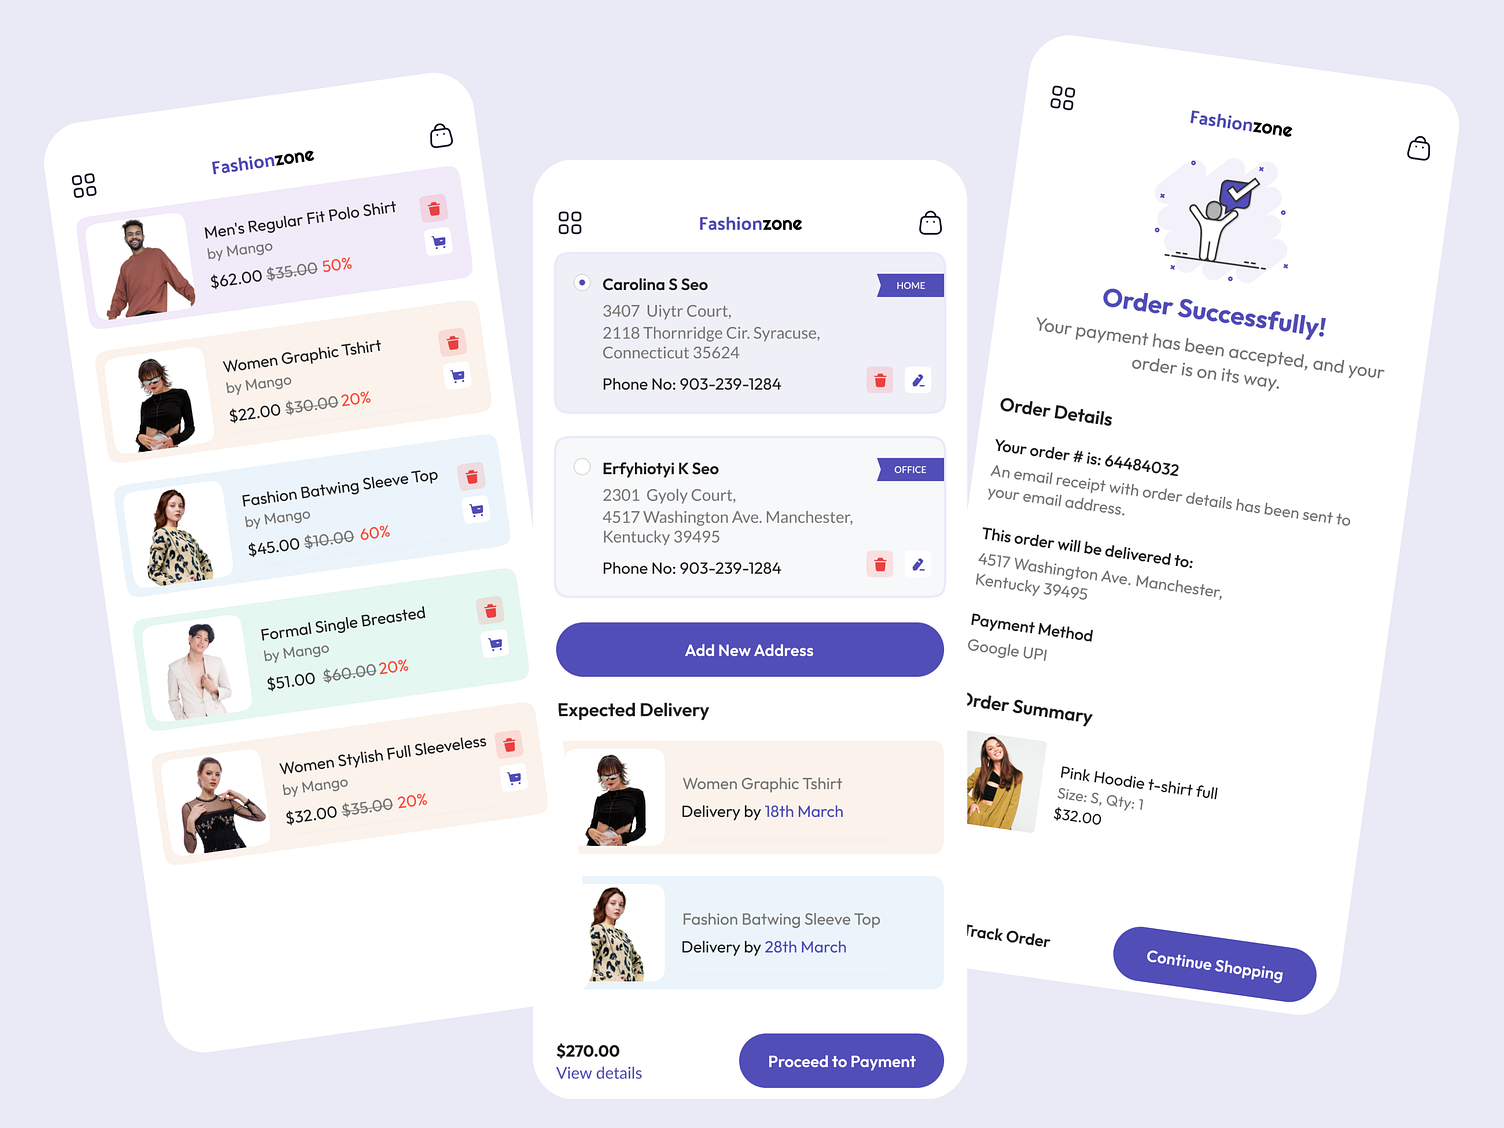 Fashionzone
Men's Regular Fit Polo Shirt
by Mango
$62.00 $35.00 50%
Women Graphic Tshirt
by Mango
$22.00 $30.00 20%
Fashion Batwing Sleeve Top
by Mango
$45.00 $10.00 60%
Formal Single Breasted
by Mango
$51.00 $60.00 20%
Women Stylish Full Sleeveless
by Mango
$32.00 $35.00 20%
Fashionzone
Carolina S Seo
HOME
3407 Uiytr Court,
2118 Thornridge Cir. Syracuse,
Connecticut 35624
Phone No: 903-239-1284
Erfyhiotyi K Seo
OFFICE
2301 Gyoly Court,
4517 Washington Ave. Manchester,
Kentucky 39495
Phone No: 903-239-1284
Add New Address
Expected Delivery
Women Graphic Tshirt
Delivery by 18th March
Fashion Batwing Sleeve Top
Delivery by 28th March
$270.00
View details
Proceed to Payment
Fashionzone
Order Successfully!
Your payment has been accepted, and your
order is on its way.
Order Details
Your order # is: 64484032
An email receipt with order details has been sent to
your email address.
This order will be delivered to:
4517 Washington Ave. Manchester,
Kentucky 39495
Payment Method
Google UPI
Order Summary
Pink Hoodie t-shirt full
Size: S, Qty: 1
$32.00
Track Order
Continue Shopping